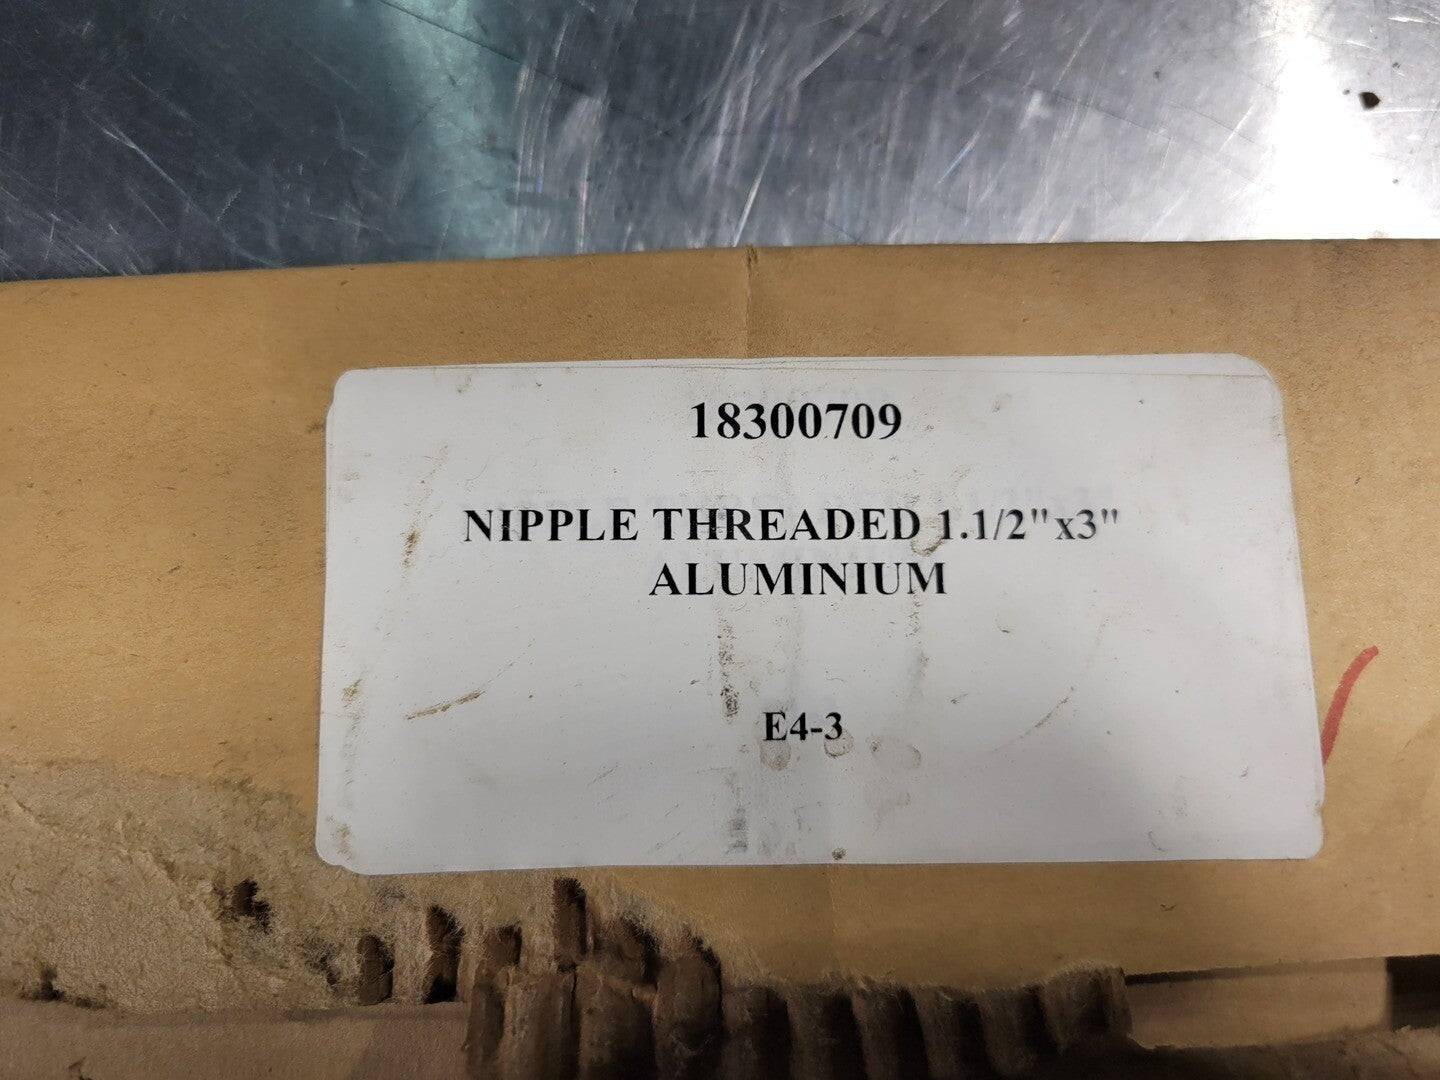 18300709
NIPPLE THREADED 1.1/2"x3"
ALUMINIUM
E4-3